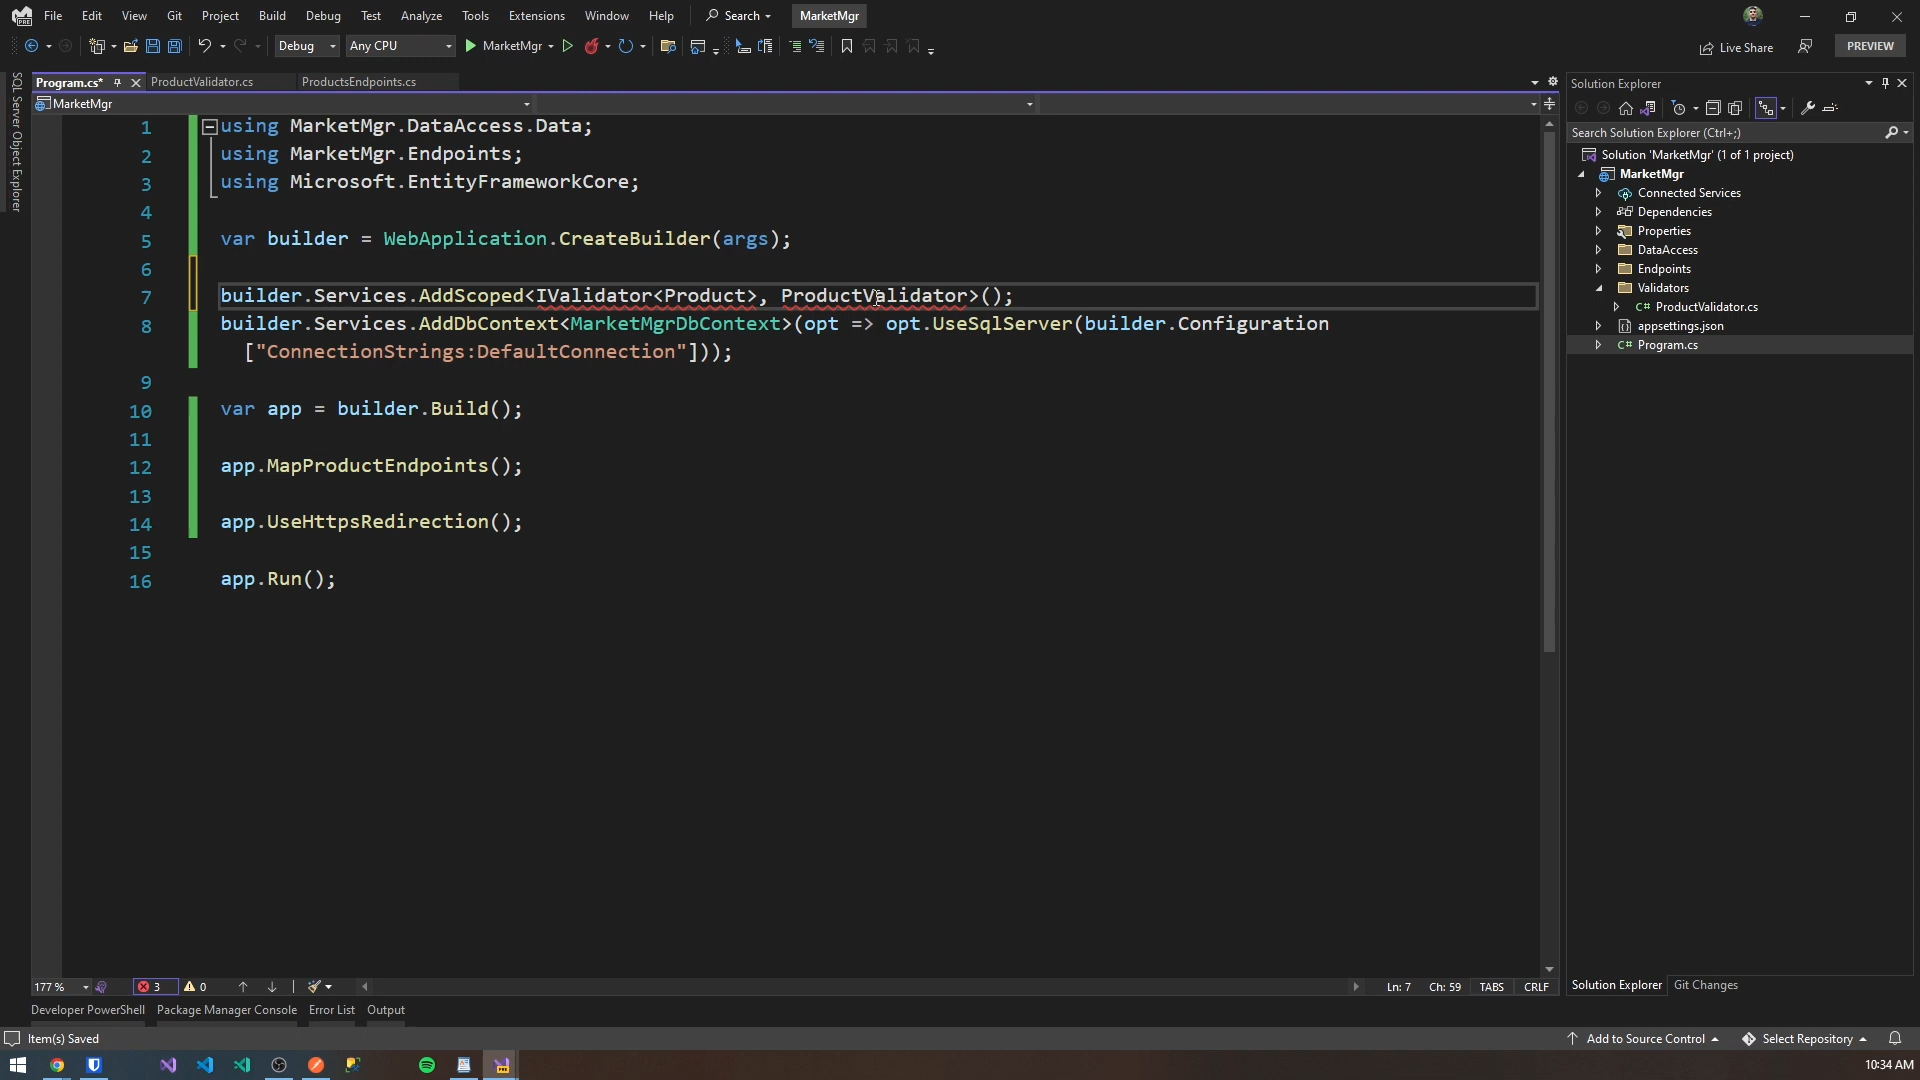 File Edit View Git Project Build Debug Test Analyze Tools Extensions Window Help Search MarketMgr
Debug Any CPU MarketMgr Live Share PREVIEW
SQL Server Object Explorer
Program.cs* ProductValidator.cs ProductsEndpoints.cs
MarketMgr
1 using MarketMgr.DataAccess.Data;
2 using MarketMgr.Endpoints;
3 using Microsoft.EntityFrameworkCore;
4
5 var builder = WebApplication.CreateBuilder(args);
6
7 builder.Services.AddScoped<IValidator<Product>, ProductValidator>();
8 builder.Services.AddDbContext<MarketMgrDbContext>(opt => opt.UseSqlServer(builder.Configuration
["ConnectionStrings:DefaultConnection"]));
9
10 var app = builder.Build();
11
12 app.MapProductEndpoints();
13
14 app.UseHttpsRedirection();
15
16 app.Run();
177 % 3 0 Ln: 7 Ch: 59 TABS CRLF
Developer PowerShell Package Manager Console Error List Output
Solution Explorer
Search Solution Explorer (Ctrl+;)
Solution 'MarketMgr' (1 of 1 project)
MarketMgr
Connected Services
Dependencies
Properties
DataAccess
Endpoints
Validators
C# ProductValidator.cs
appsettings.json
C# Program.cs
Solution Explorer Git Changes
Item(s) Saved Add to Source Control Select Repository
10:34 AM